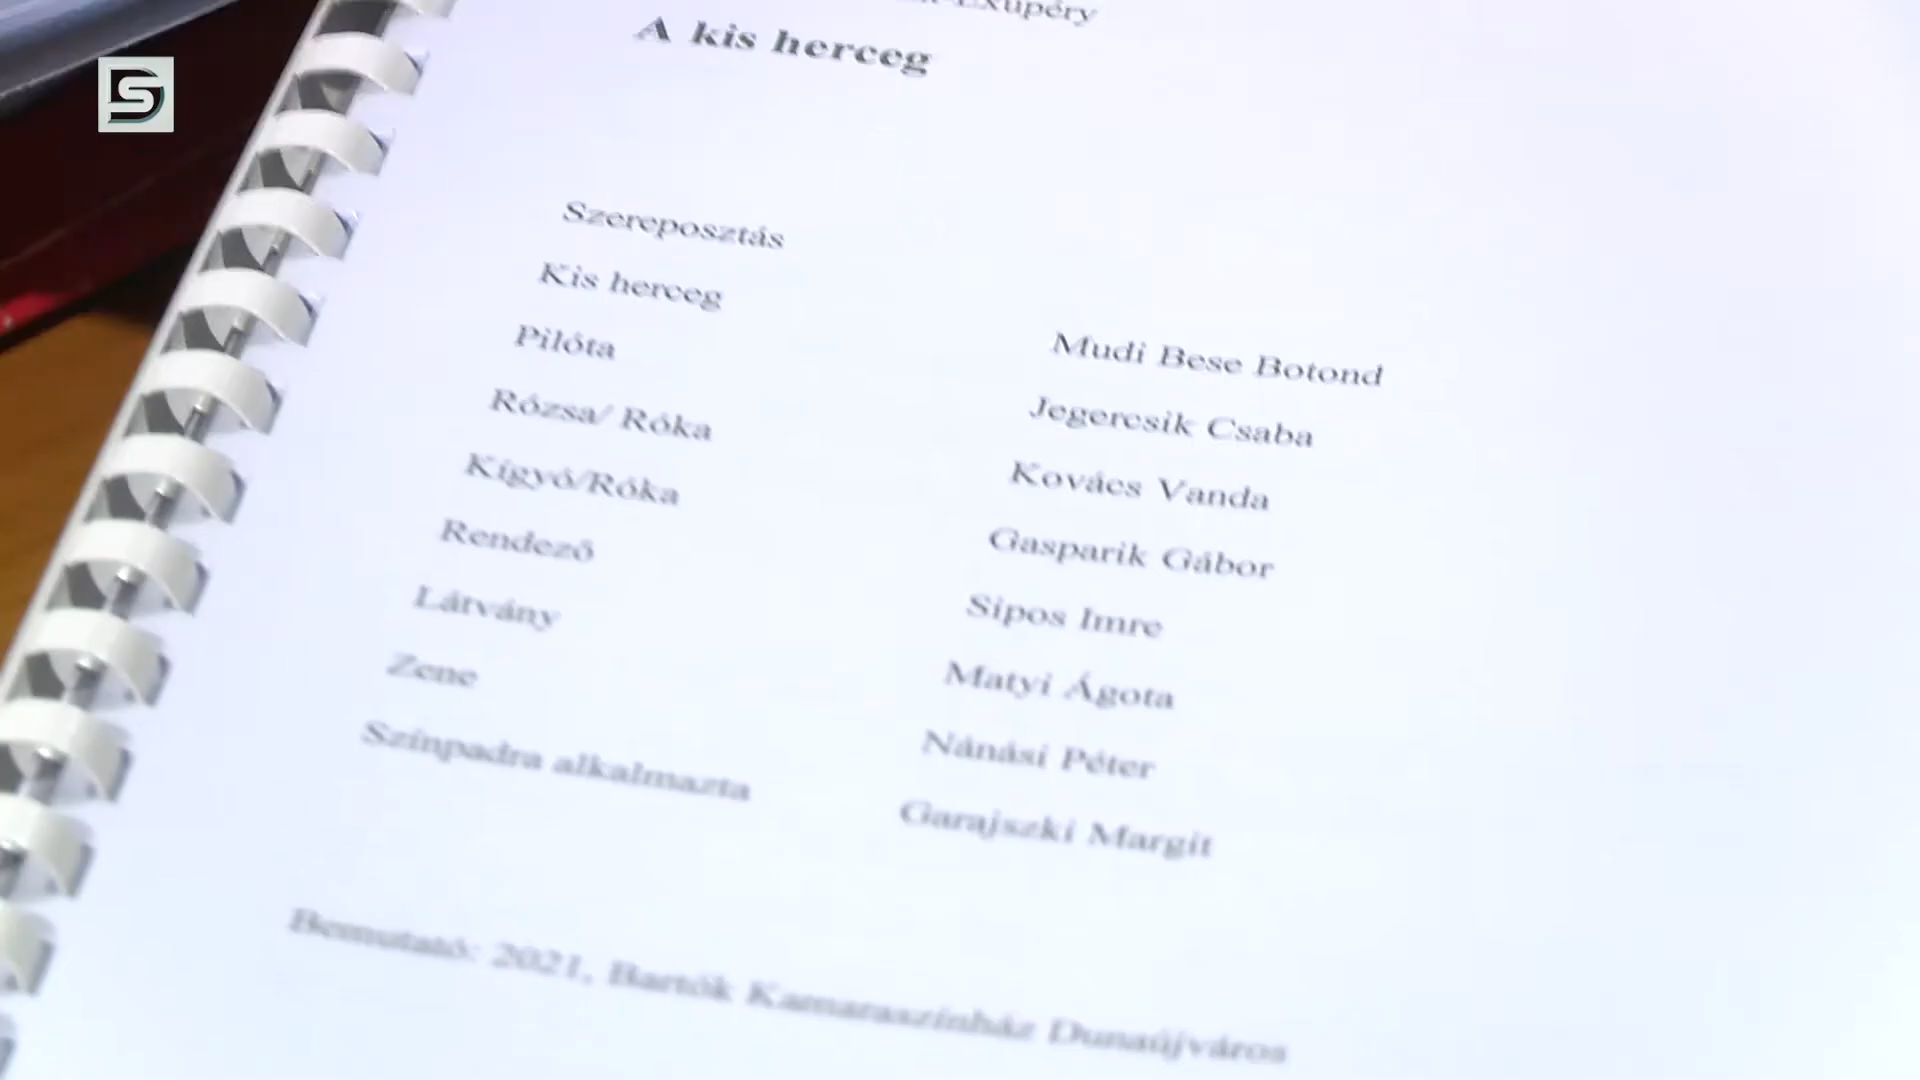 Exupéry
A kis herceg
Szereposztás
Kis herceg Mudi Bese Botond
Pilóta Jegercsik Csaba
Rózsa/ Róka Kovács Vanda
Kígyó/Róka Gasparik Gábor
Rendező Sipos Imre
Látvány Matyi Ágota
Zene Nánási Péter
Színpadra alkalmazta Garajszki Margit
Bemutató: 2021, Bartók Kamaraszínház Dunaújváros